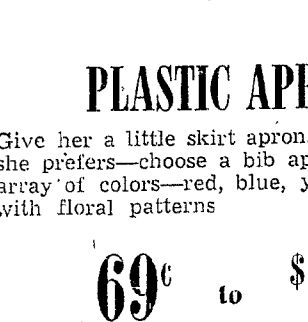 PLASTIC AP
Give her a little skirt apron
she prefers—choose a bib ap
array of colors—red, blue, y
with floral patterns
69¢ to $